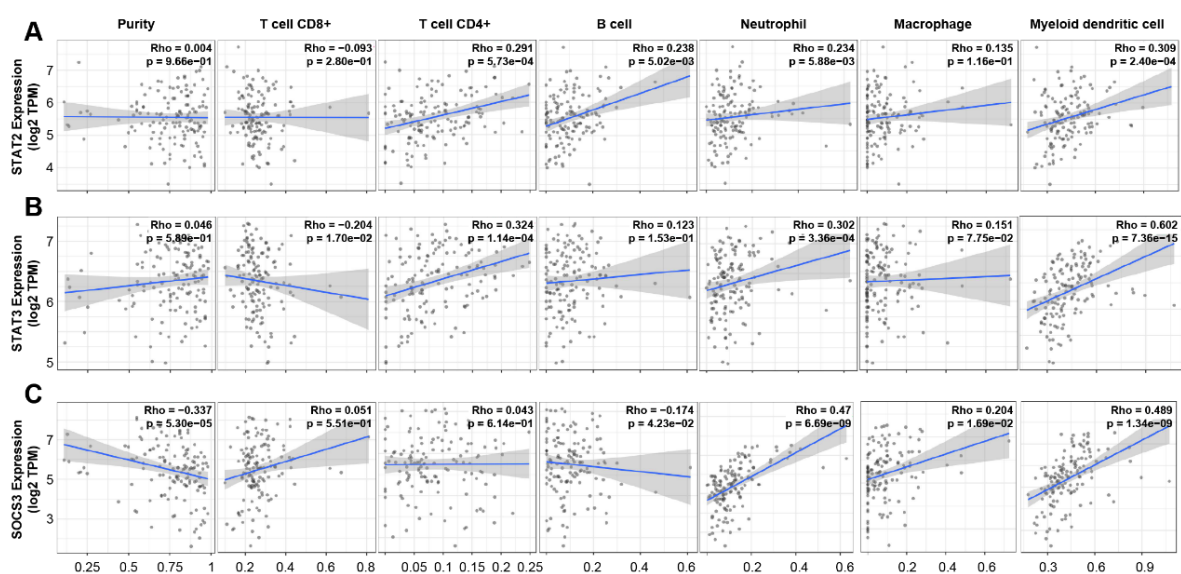 Purity T cell CD8+ T cell CD4+ B cell Neutrophil Macrophage Myeloid dendritic cell
A
STAT2 Expression
(log2 TPM)
7
6
5
4
Rho = 0.004
p = 9.66e−01
Rho = −0.093
p = 2.80e−01
Rho = 0.291
p = 5.73e−04
Rho = 0.238
p = 5.02e−03
Rho = 0.234
p = 5.88e−03
Rho = 0.135
p = 1.16e−01
Rho = 0.309
p = 2.40e−04
B
STAT3 Expression
(log2 TPM)
7
6
5
Rho = 0.046
p = 5.89e−01
Rho = −0.204
p = 1.70e−02
Rho = 0.324
p = 1.14e−04
Rho = 0.123
p = 1.53e−01
Rho = 0.302
p = 3.36e−04
Rho = 0.151
p = 7.75e−02
Rho = 0.602
p = 7.36e−15
C
SOCS3 Expression
(log2 TPM)
7
5
3
Rho = −0.337
p = 5.30e−05
Rho = 0.051
p = 5.51e−01
Rho = 0.043
p = 6.14e−01
Rho = −0.174
p = 4.23e−02
Rho = 0.47
p = 6.69e−09
Rho = 0.204
p = 1.69e−02
Rho = 0.489
p = 1.34e−09
0.25 0.5 0.75 1 0.2 0.4 0.6 0.8 0 0.05 0.1 0.15 0.2 0.25 0 0.2 0.4 0.6 0 0.2 0.4 0.6 0 0.2 0.4 0.6 0.3 0.6 0.9